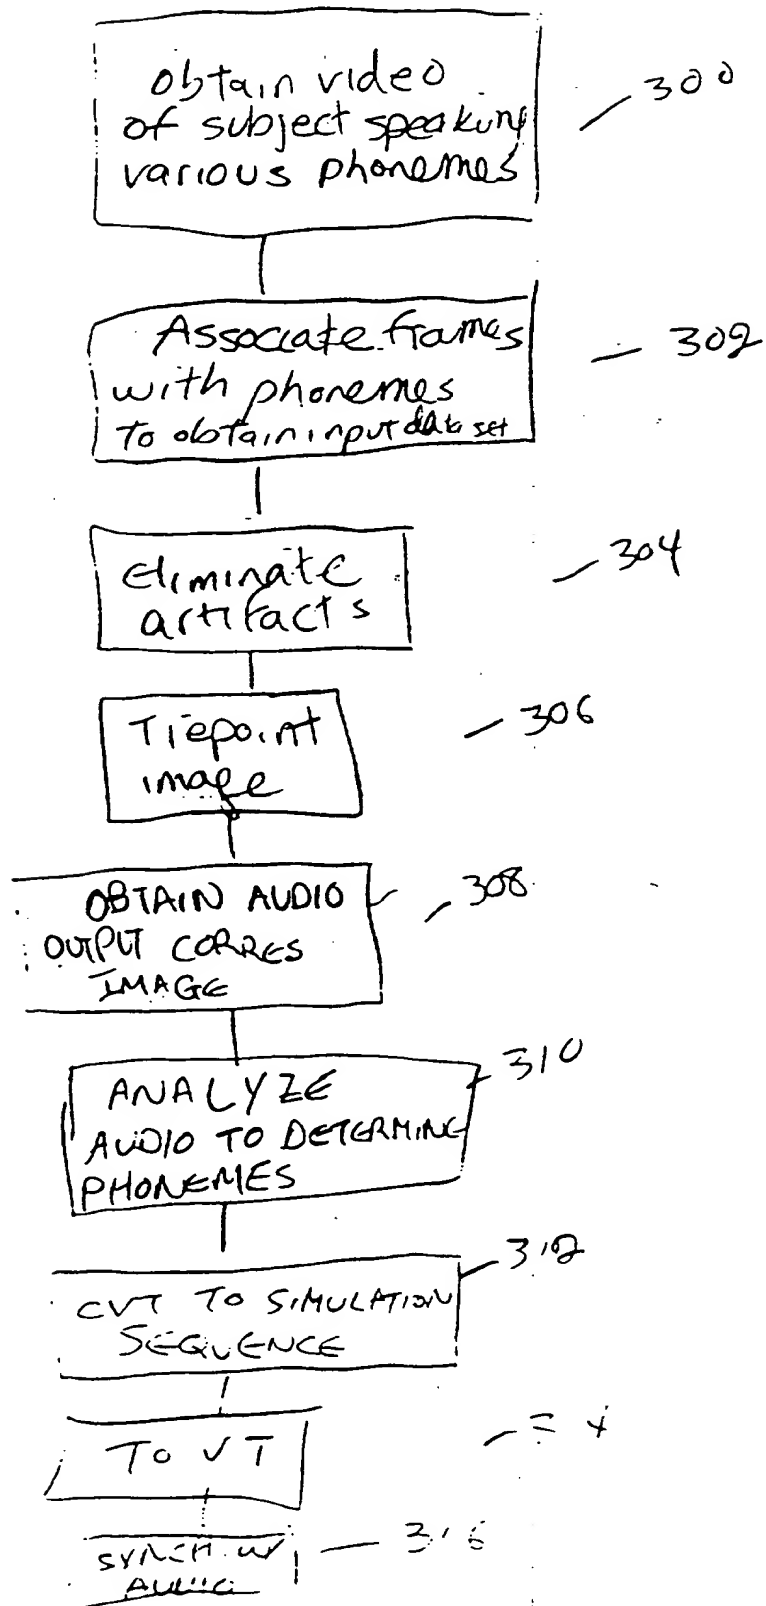 obtain video
of subject speaking
various phonemes
300
Associate frames
with phonemes
to obtain input data set
302
Eliminate
artifacts
304
Tiepoint
image
306
OBTAIN AUDIO
OUTPUT CORRES
IMAGE
308
ANALYZE
AUDIO TO DETERMINE
PHONEMES
310
CVT TO SIMULATION
SEQUENCE
312
TO VT
SYNCH W/
AUDIO
316